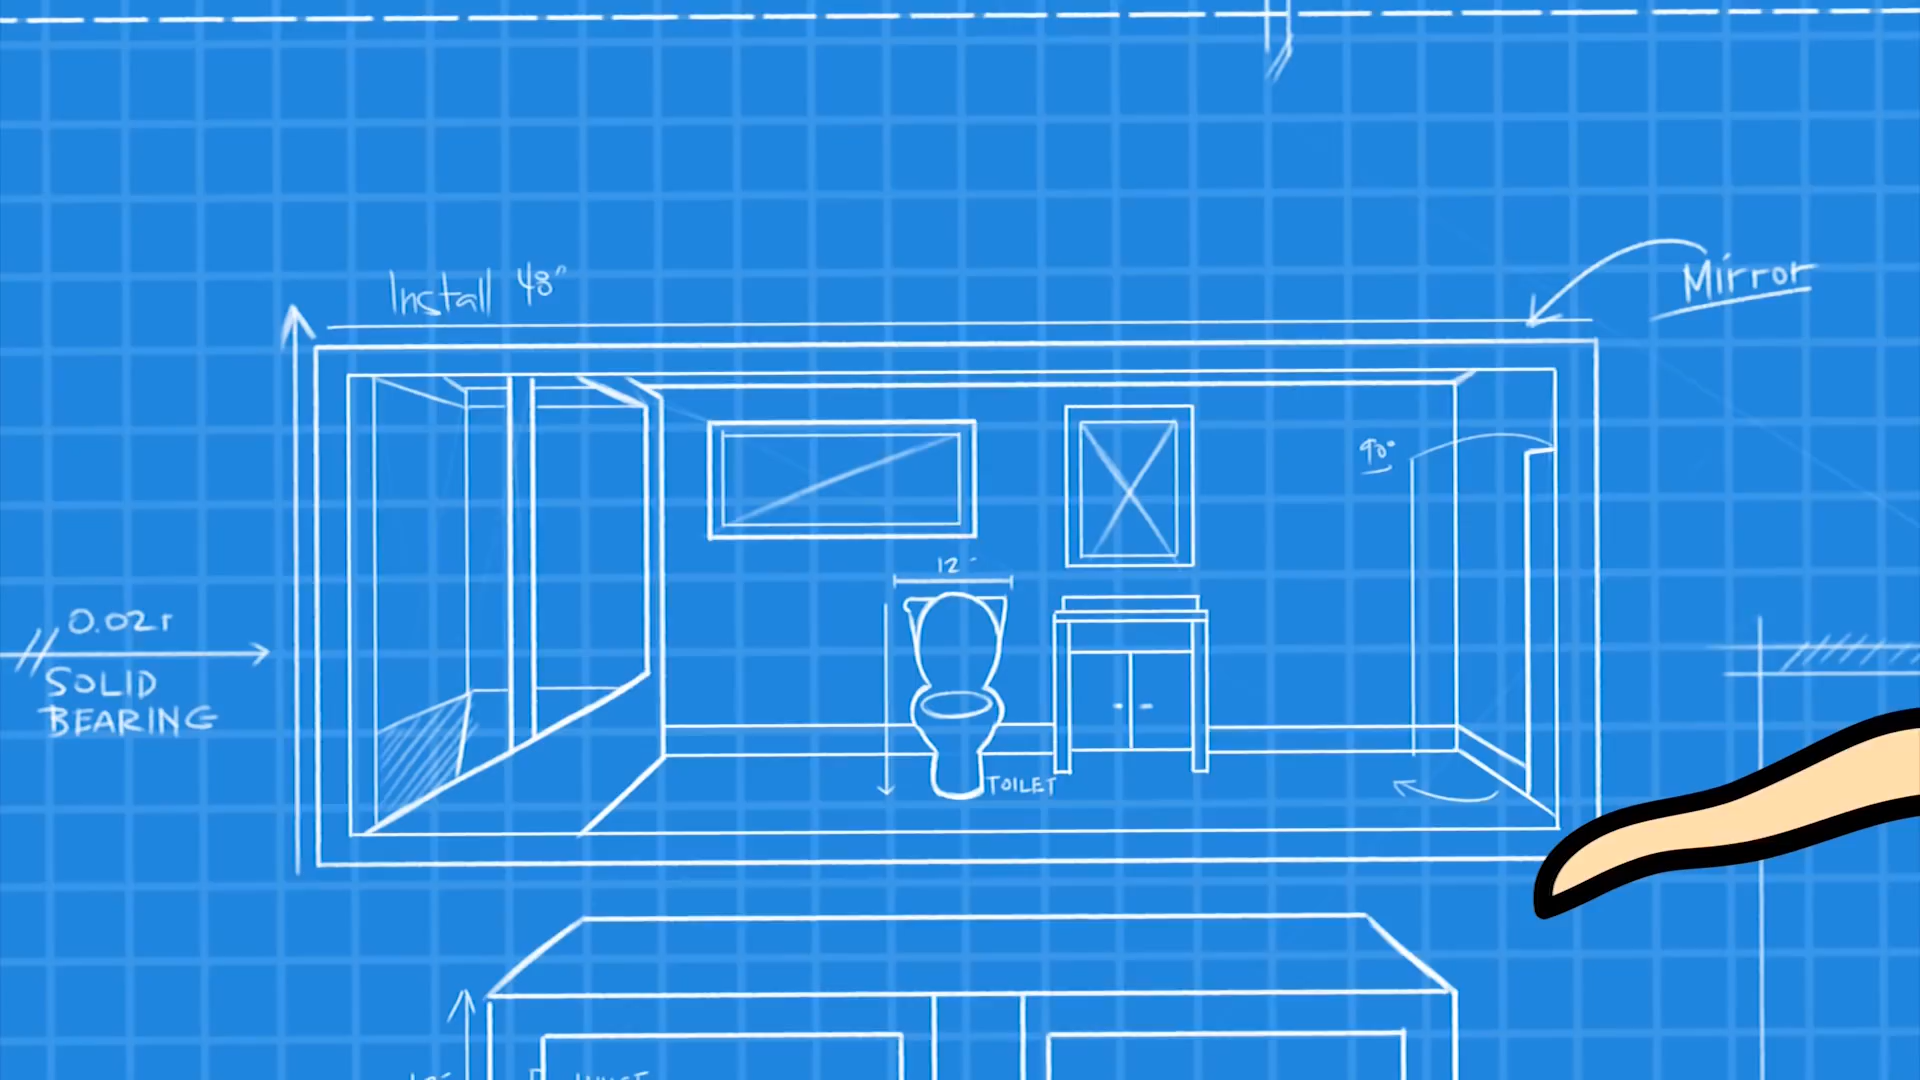 Install 48"
Mirror
90°
12"
0.02r
SOLID
BEARING
TOILET